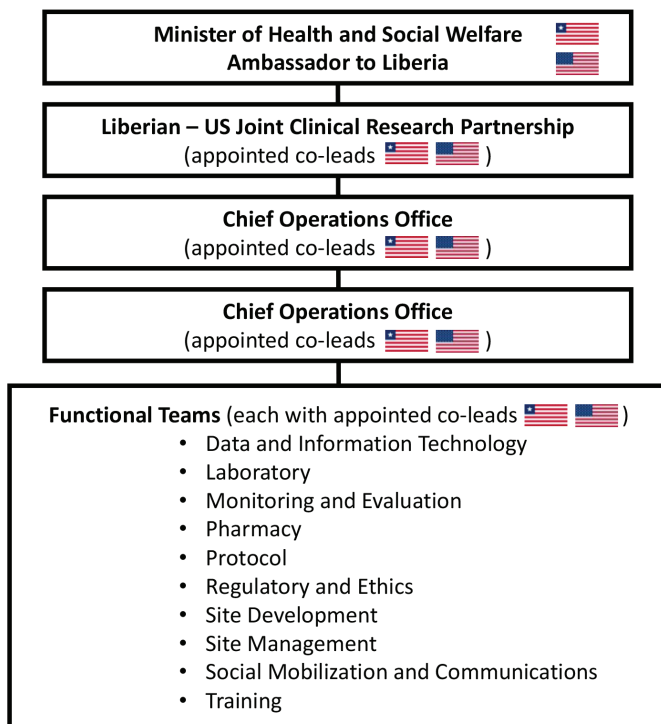 Minister of Health and Social Welfare
Ambassador to Liberia
Liberian – US Joint Clinical Research Partnership
(appointed co-leads )
Chief Operations Office
(appointed co-leads )
Chief Operations Office
(appointed co-leads )
Functional Teams (each with appointed co-leads )
• Data and Information Technology
• Laboratory
• Monitoring and Evaluation
• Pharmacy
• Protocol
• Regulatory and Ethics
• Site Development
• Site Management
• Social Mobilization and Communications
• Training